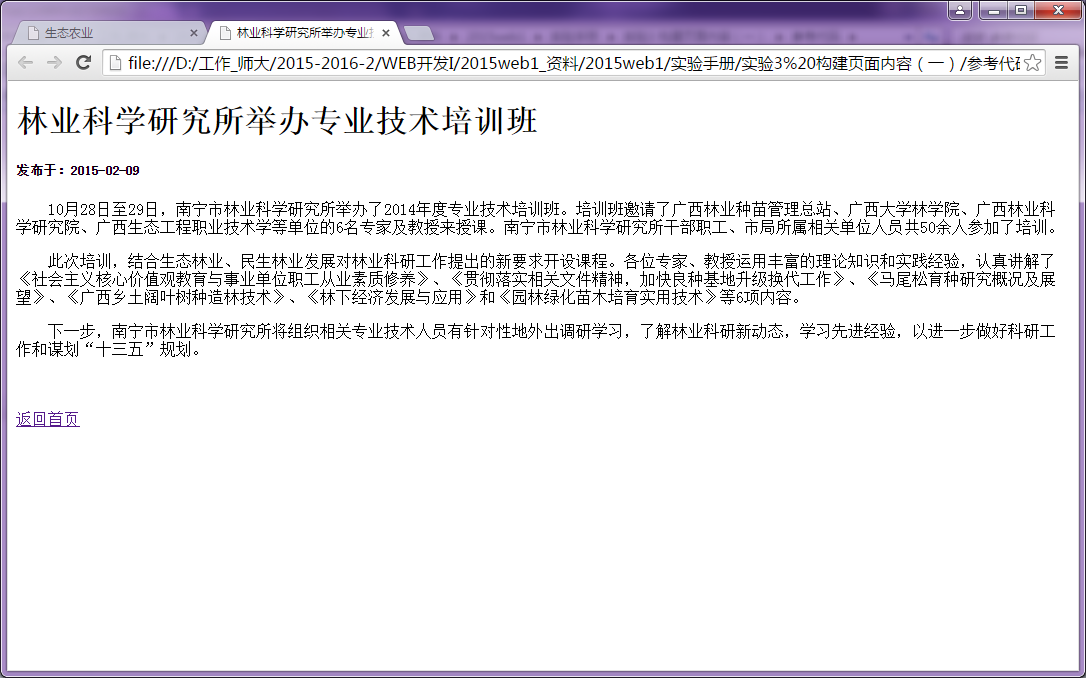 生态农业
林业科学研究所举办专业
file:///D:/工作_师大/2015-2016-2/WEB开发I/2015web1_资料/2015web1/实验手册/实验3%20构建页面内容（一）/参考代
林业科学研究所举办专业技术培训班
发布于：2015-02-09
10月28日至29日，南宁市林业科学研究所举办了2014年度专业技术培训班。培训班邀请了广西林业种苗管理总站、广西大学林学院、广西林业科
学研究院、广西生态工程职业技术学等单位的6名专家及教授来授课。南宁市林业科学研究所干部职工、市局所属相关单位人员共50余人参加了培训。
此次培训，结合生态林业、民生林业发展对林业科研工作提出的新要求开设课程。各位专家、教授运用丰富的理论知识和实践经验，认真讲解了
《社会主义核心价值观教育与事业单位职工从业素质修养》、《贯彻落实相关文件精神，加快良种基地升级换代工作》、《马尾松育种研究概况及展
望》、《广西乡土阔叶树种造林技术》、《林下经济发展与应用》和《园林绿化苗木培育实用技术》等6项内容。
下一步，南宁市林业科学研究所将组织相关专业技术人员有针对性地外出调研学习，了解林业科研新动态，学习先进经验，以进一步做好科研工
作和谋划“十三五”规划。
返回首页